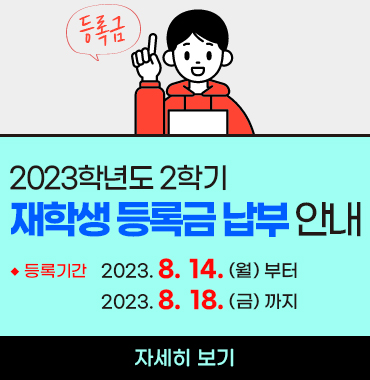 등록금
2023학년도 2학기
재학생 등록금 납부 안내
◆ 등록기간 2023. 8. 14. (월) 부터
2023. 8. 18. (금) 까지
자세히 보기